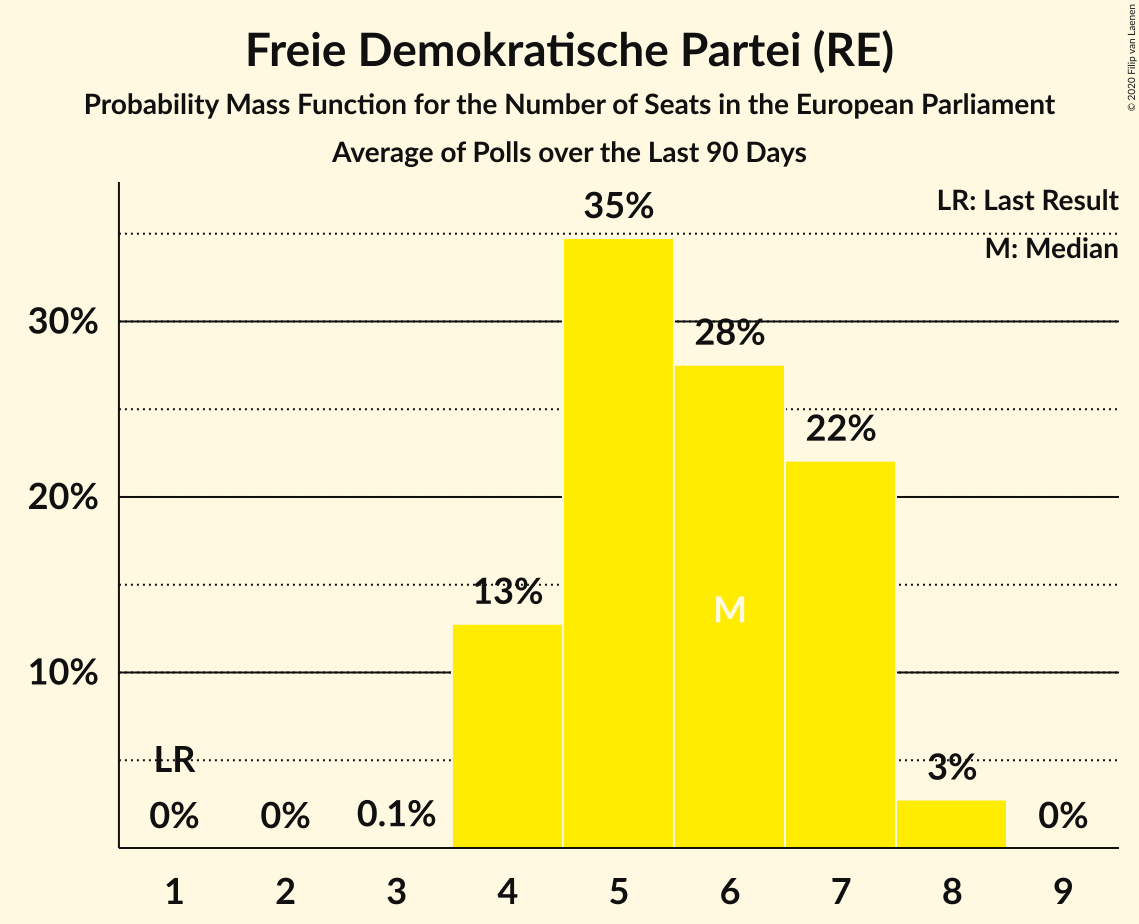 Freie Demokratische Partei (RE)
Probability Mass Function for the Number of Seats in the European Parliament
Average of Polls over the Last 90 Days
© 2020 Filip van Laenen
LR: Last Result
M: Median
35%
30%
28%
22%
20%
13%
M
10%
LR
3%
0%
0%
0.1%
0%
1 2 3 4 5 6 7 8 9